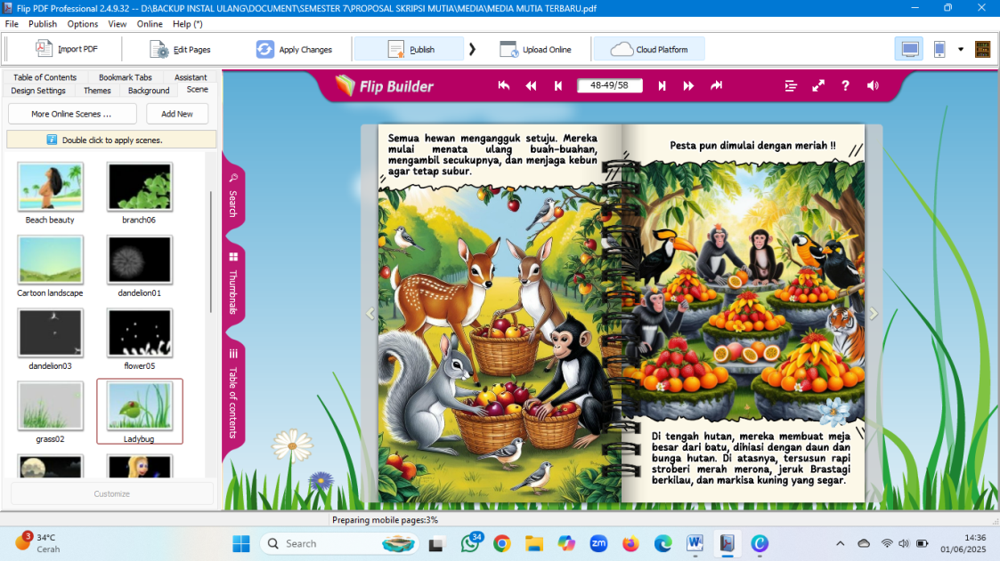 Flip PDF Professional 2.4.9.32 -- D:\BACKUP INSTAL ULANG\DOCUMENT\SEMESTER 7\PROPOSAL SKRIPSI MUTIA\MEDIA\MEDIA MUTIA TERBARU.pdf
File Publish Options View Online Help (*)
Import PDF Edit Pages Apply Changes Publish Upload Online Cloud Platform
Table of Contents Bookmark Tabs Assistant
Design Settings Themes Background Scene
More Online Scenes ... Add New
Double click to apply scenes.
Beach beauty branch06
Cartoon landscape dandelion01
dandelion03 flower05
grass02 Ladybug
Customize
Flip Builder
48-49/58
?
Search
Thumbnails
Table of contents
Semua hewan mengangguk setuju. Mereka
mulai menata ulang buah-buahan,
mengambil secukupnya, dan menjaga kebun
agar tetap subur.
Pesta pun dimulai dengan meriah !!
Di tengah hutan, mereka membuat meja
besar dari batu, dihiasi dengan daun dan
bunga hutan. Di atasnya, tersusun rapi
stroberi merah merona, jeruk Brastagi
berkilau, dan markisa kuning yang segar.
Preparing mobile pages:3%
3
34°C
Cerah
Search
34
zm
W
C
14:36
01/06/2025